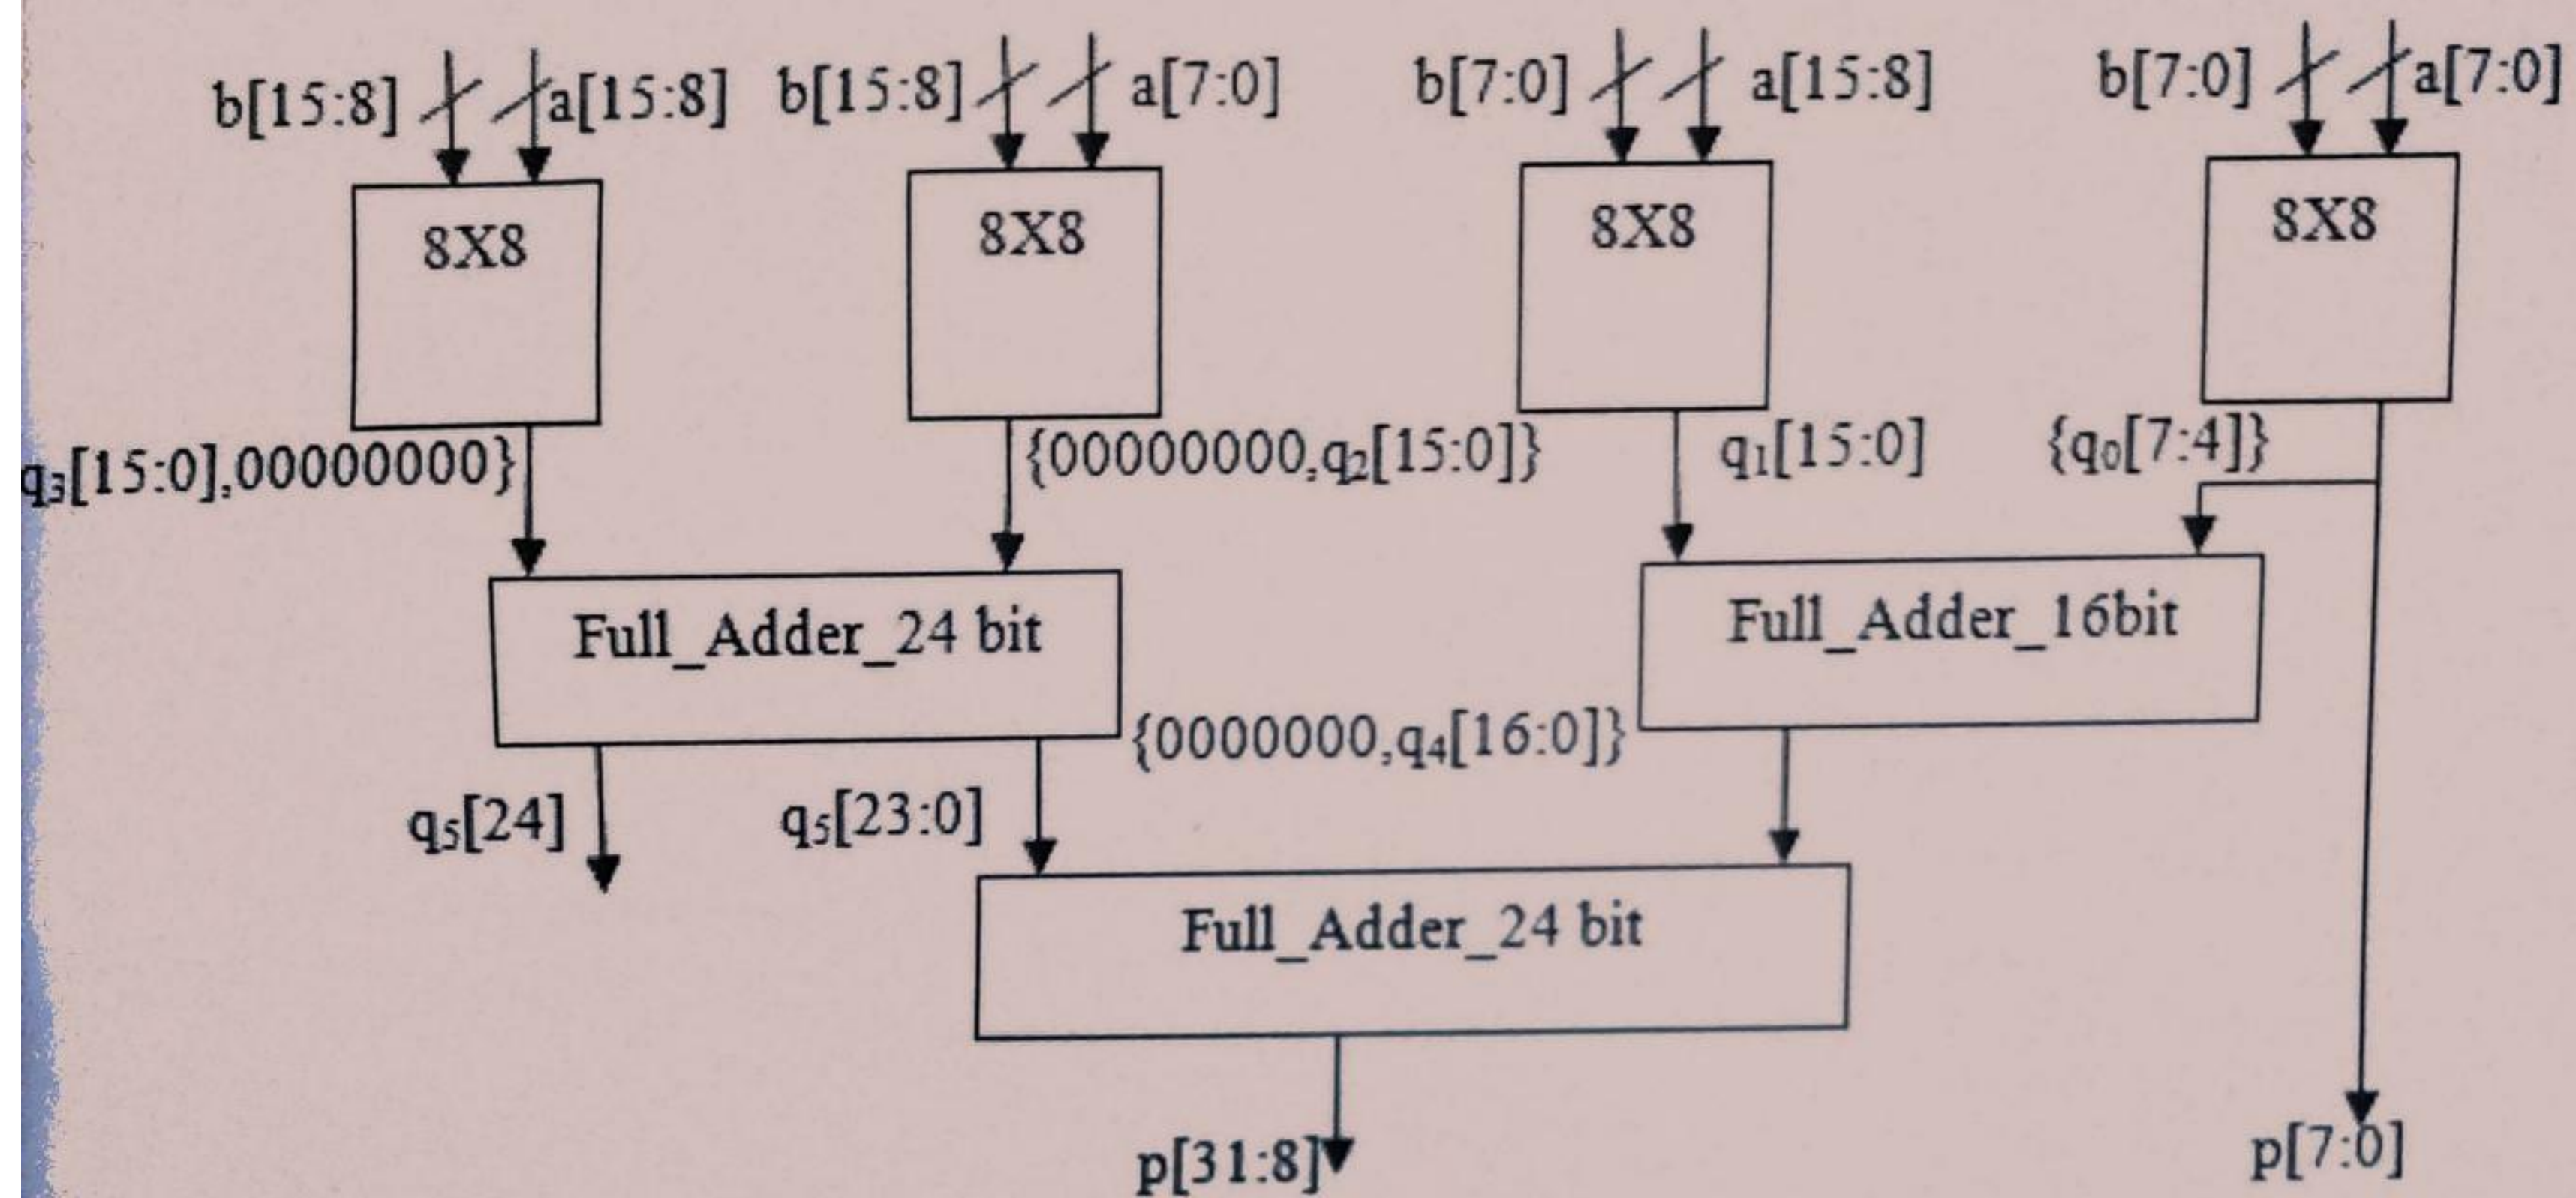 b[15:8] a[15:8] b[15:8] a[7:0] b[7:0] a[15:8] b[7:0] a[7:0]
8X8 8X8 8X8 8X8
q₃[15:0],00000000} {00000000,q₂[15:0]} q₁[15:0] {q₀[7:4]}
Full_Adder_24 bit Full_Adder_16bit
{0000000,q₄[16:0]}
q₅[24] q₅[23:0]
Full_Adder_24 bit
p[31:8] p[7:0]